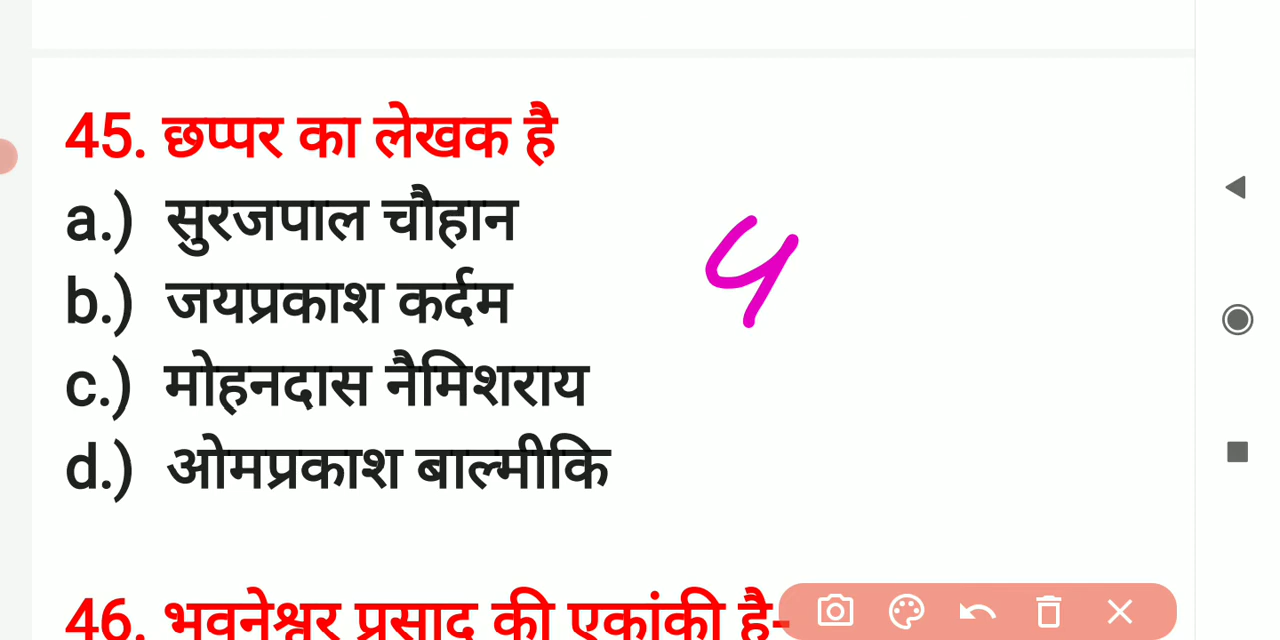 45. छप्पर का लेखक है
a.) सुरजपाल चौहान
b.) जयप्रकाश कर्दम
4
c.) मोहनदास नैमिशराय
d.) ओमप्रकाश बाल्मीकि
46. भुवनेश्वर प्रसाद की एकांकी है-